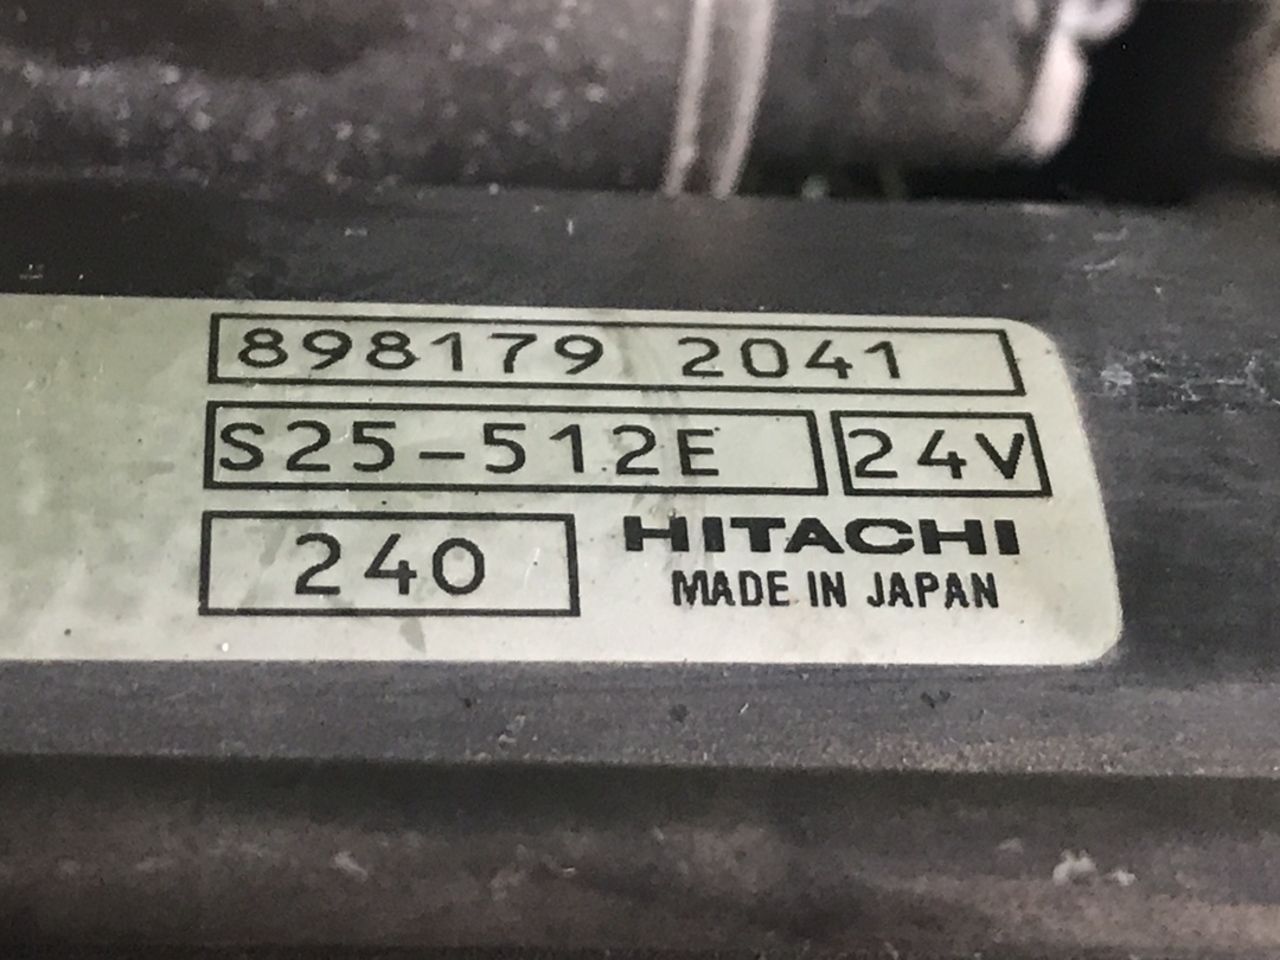 898179 2041
S25-512E 24V
240 HITACHI
MADE IN JAPAN